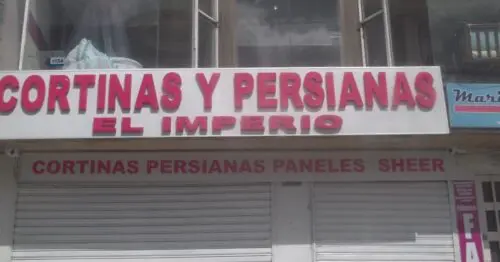 CORTINAS Y PERSIANAS
EL IMPERIO
CORTINAS PERSIANAS PANELES SHEER